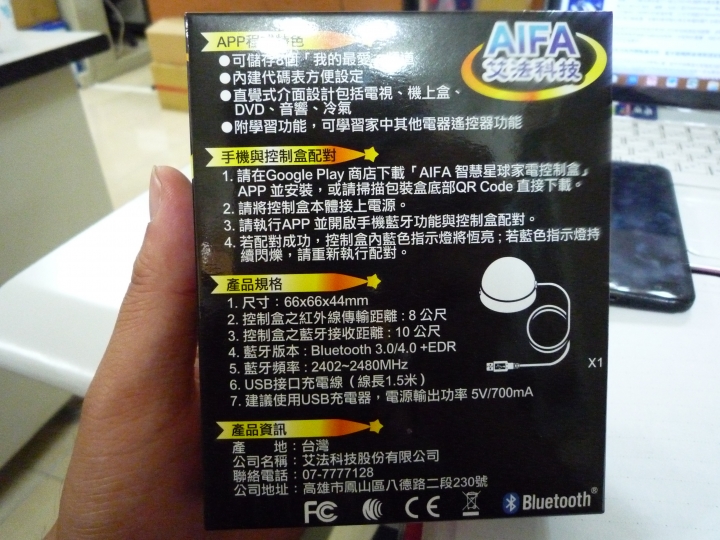 AIFA
艾法科技
APP程式特色
●可儲存8個「我的最愛
●內建代碼表方便設定
●直覺式介面設計包括電視、機上盒、
DVD、音響、冷氣
●附學習功能，可學習家中其他電器遙控器功能
手機與控制盒配對
1. 請在Google Play 商店下載「AIFA 智慧星球家電控制盒」
APP 並安裝，或請掃描包裝盒底部QR Code 直接下載。
2. 請將控制盒本體接上電源。
3. 請執行APP 並開啟手機藍牙功能與控制盒配對。
4. 若配對成功，控制盒內藍色指示燈將恆亮；若藍色指示燈持
續閃爍，請重新執行配對。
產品規格
1. 尺寸：66x66x44mm
2. 控制盒之紅外線傳輸距離：8 公尺
3. 控制盒之藍牙接收距離：10 公尺
4. 藍牙版本：Bluetooth 3.0/4.0 +EDR
5. 藍牙頻率：2402~2480MHz
6. USB接口充電線（線長1.5米）
7. 建議使用USB充電器，電源輸出功率 5V/700mA
X1
產品資訊
產　　地：台灣
公司名稱：艾法科技股份有限公司
聯絡電話：07-7777128
公司地址：高雄市鳳山區八德路二段230號
FC CE Bluetooth®